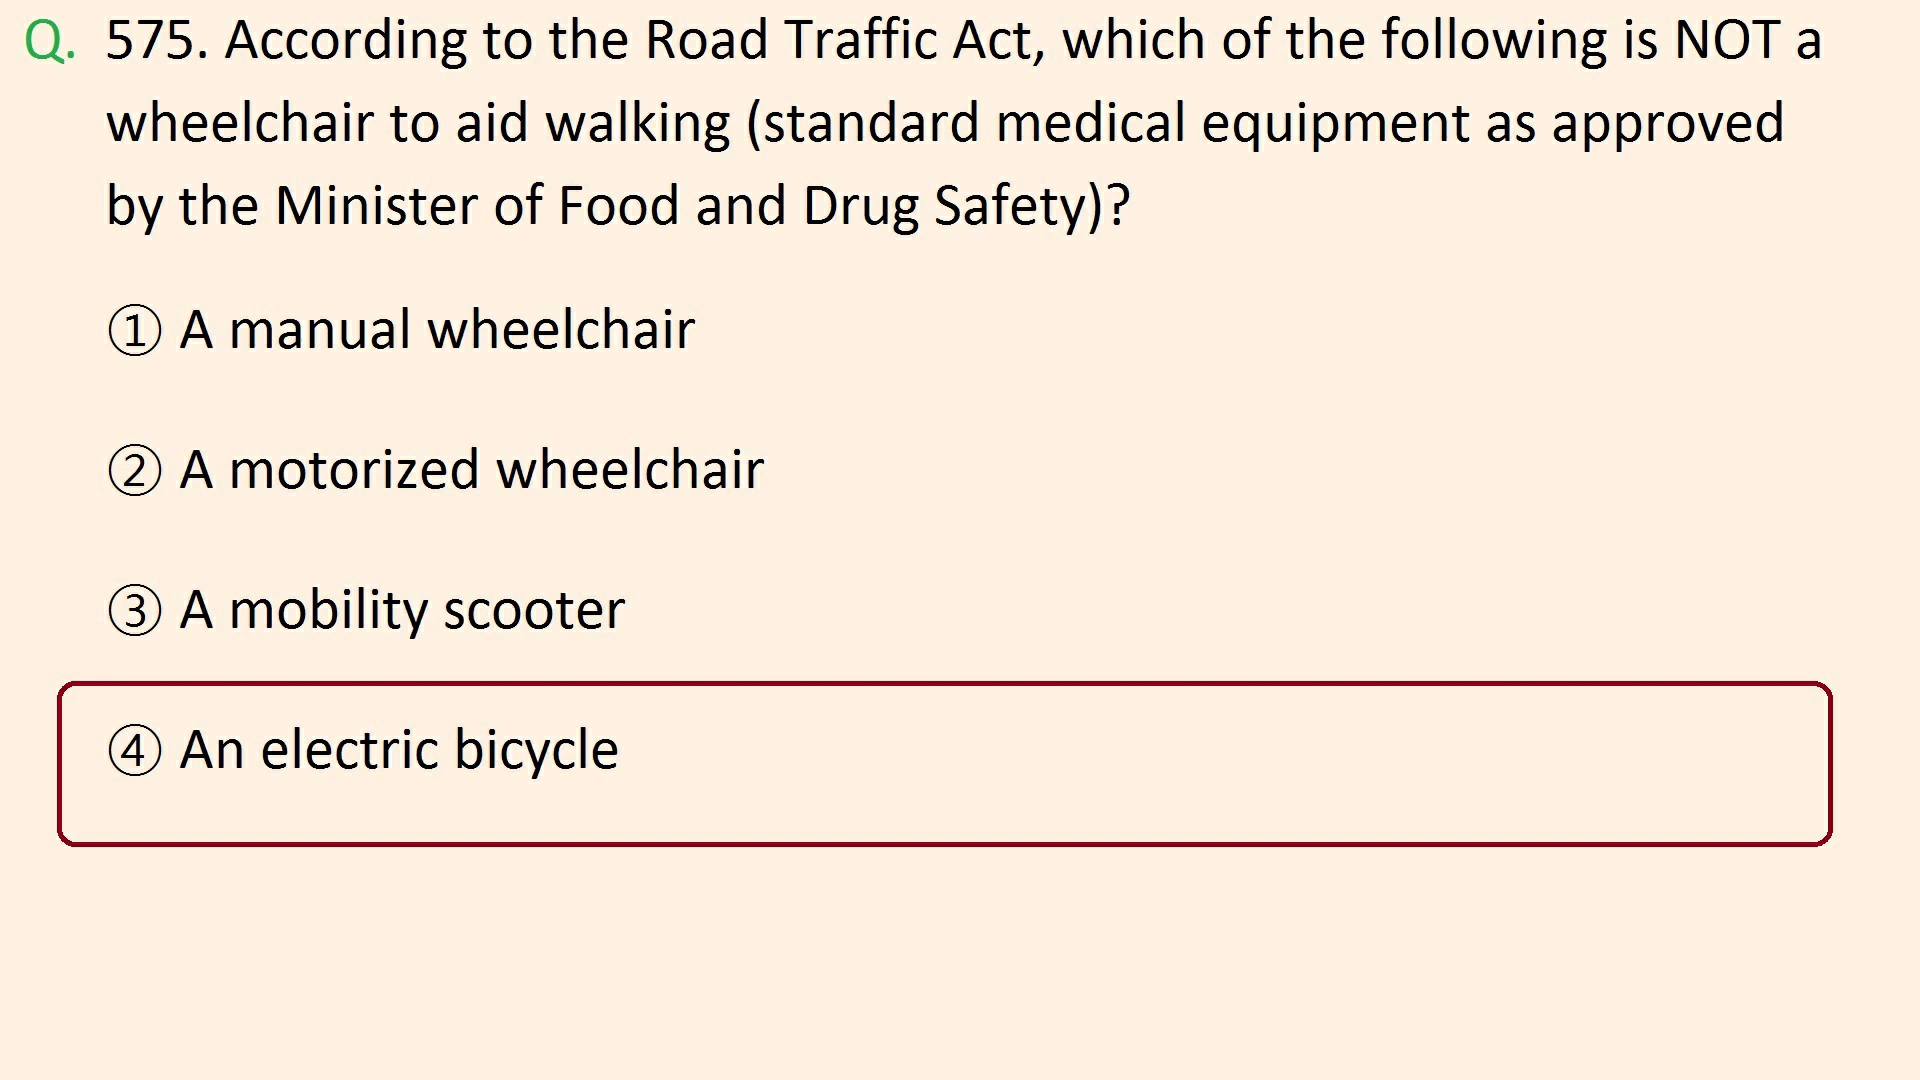 Q. 575. According to the Road Traffic Act, which of the following is NOT a
wheelchair to aid walking (standard medical equipment as approved
by the Minister of Food and Drug Safety)?
① A manual wheelchair
② A motorized wheelchair
③ A mobility scooter
④ An electric bicycle